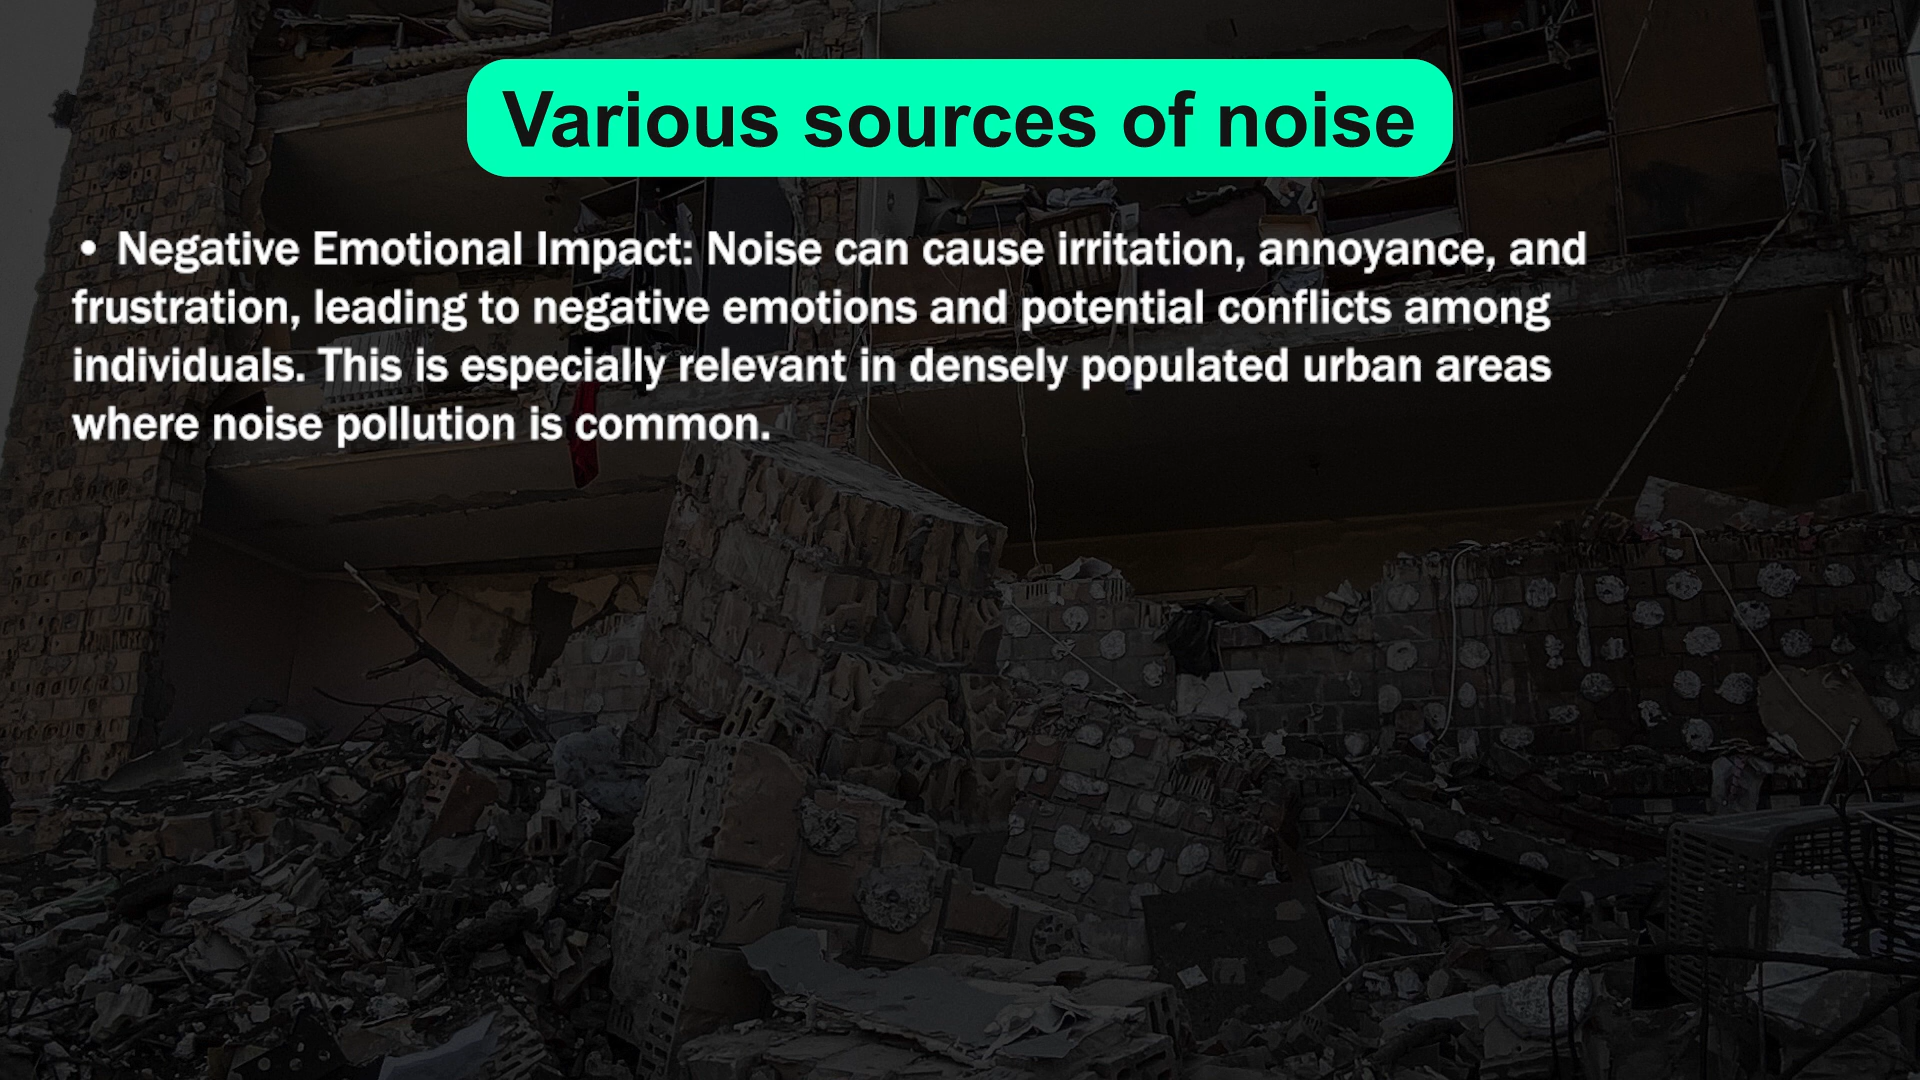 Various sources of noise
• Negative Emotional Impact: Noise can cause irritation, annoyance, and
frustration, leading to negative emotions and potential conflicts among
individuals. This is especially relevant in densely populated urban areas
where noise pollution is common.